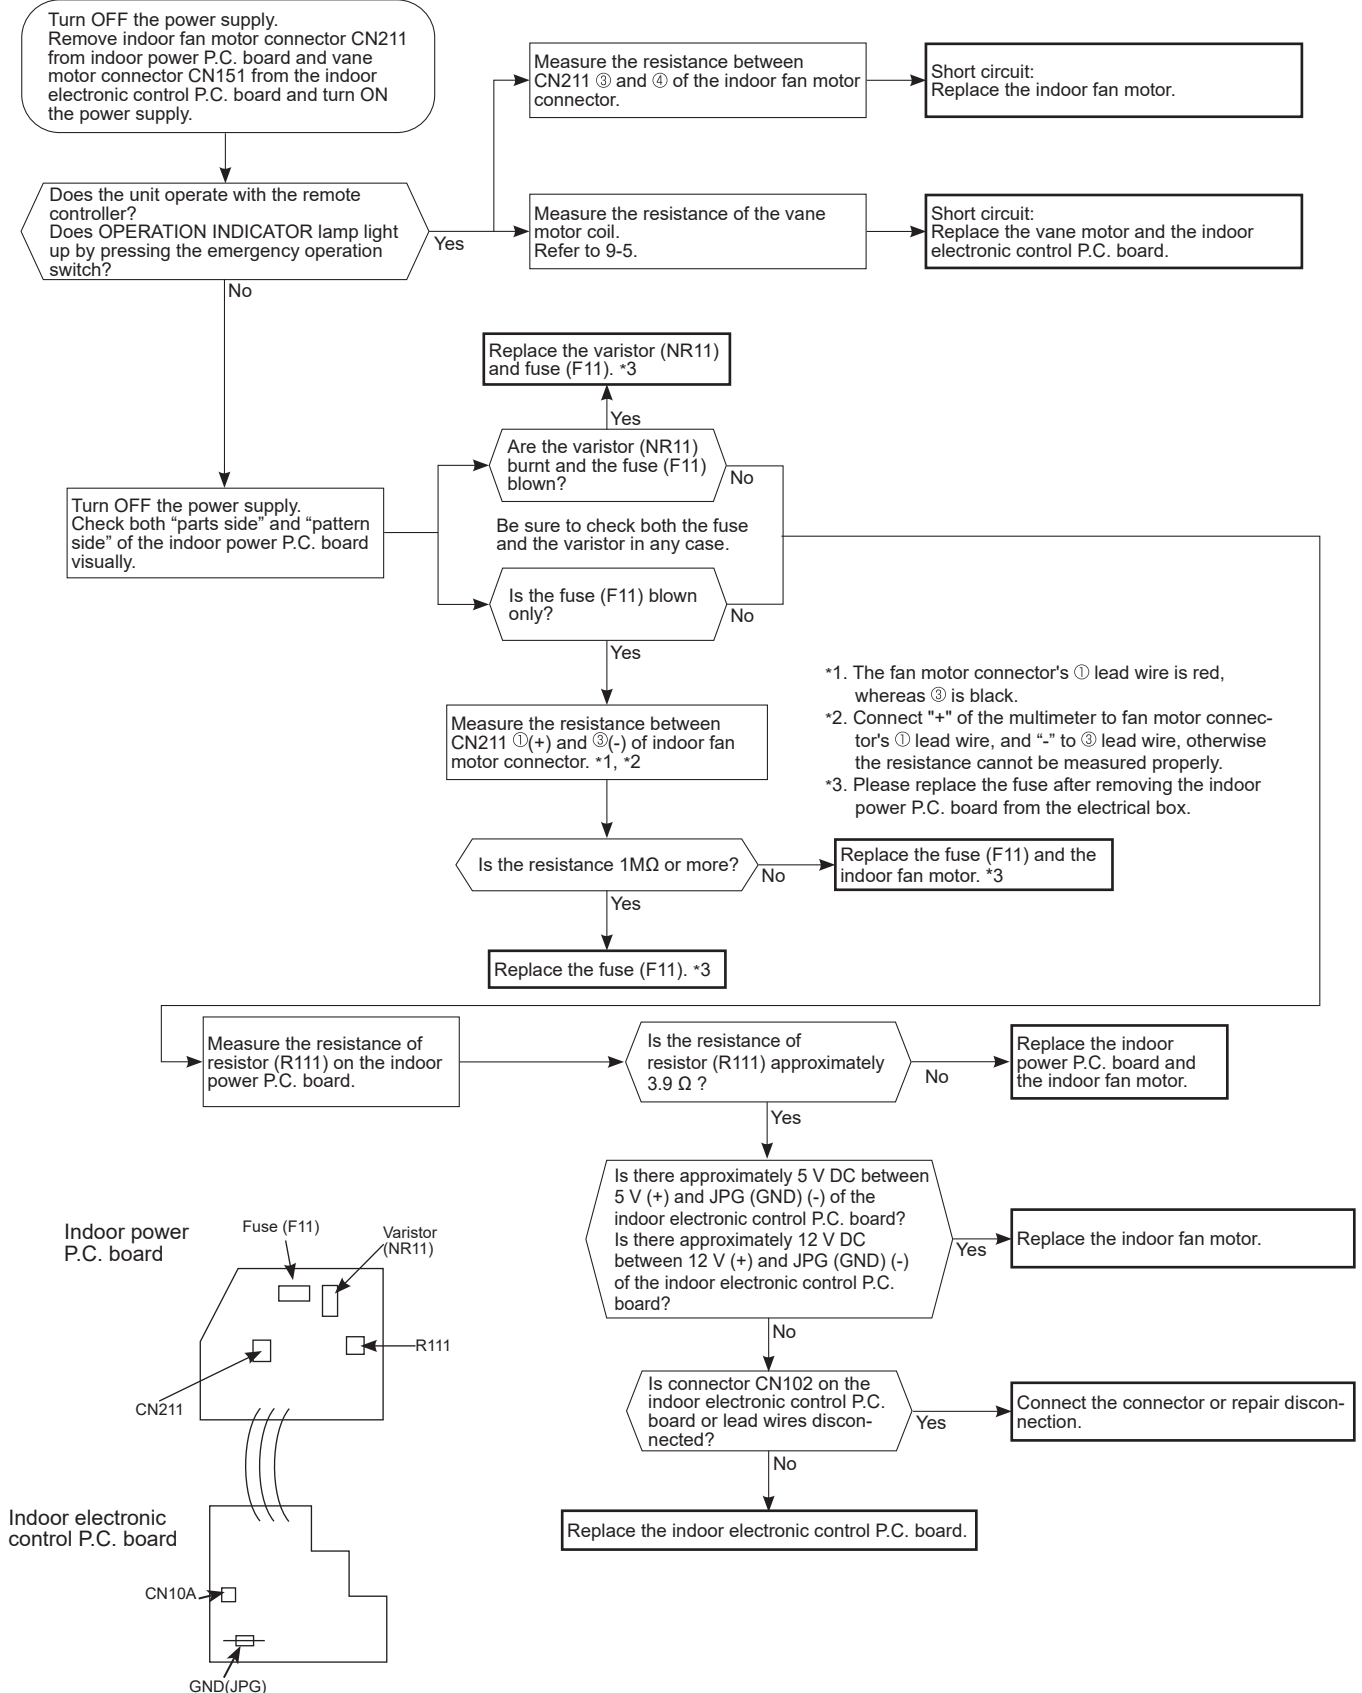 Turn OFF the power supply.
Remove indoor fan motor connector CN211
from indoor power P.C. board and vane
motor connector CN151 from the indoor
electronic control P.C. board and turn ON
the power supply.
Measure the resistance between
CN211 ③ and ④ of the indoor fan motor
connector.
Short circuit:
Replace the indoor fan motor.
Does the unit operate with the remote
controller?
Does OPERATION INDICATOR lamp light
up by pressing the emergency operation
switch?
Yes
Measure the resistance of the vane
motor coil.
Refer to 9-5.
Short circuit:
Replace the vane motor and the indoor
electronic control P.C. board.
No
Replace the varistor (NR11)
and fuse (F11). *3
Yes
Are the varistor (NR11)
burnt and the fuse (F11)
blown?
No
Turn OFF the power supply.
Check both “parts side” and “pattern
side” of the indoor power P.C. board
visually.
Be sure to check both the fuse
and the varistor in any case.
Is the fuse (F11) blown
only?
No
Yes
*1. The fan motor connector's ① lead wire is red,
whereas ③ is black.
*2. Connect "+" of the multimeter to fan motor connec-
tor's ① lead wire, and “-” to ③ lead wire, otherwise
the resistance cannot be measured properly.
*3. Please replace the fuse after removing the indoor
power P.C. board from the electrical box.
Measure the resistance between
CN211 ①(+) and ③(-) of indoor fan
motor connector. *1, *2
Is the resistance 1MΩ or more?
No
Replace the fuse (F11) and the
indoor fan motor. *3
Yes
Replace the fuse (F11). *3
Measure the resistance of
resistor (R111) on the indoor
power P.C. board.
Is the resistance of
resistor (R111) approximately
3.9 Ω ?
No
Replace the indoor
power P.C. board and
the indoor fan motor.
Yes
Is there approximately 5 V DC between
5 V (+) and JPG (GND) (-) of the
indoor electronic control P.C. board?
Is there approximately 12 V DC
between 12 V (+) and JPG (GND) (-)
of the indoor electronic control P.C.
board?
Yes
Replace the indoor fan motor.
No
Is connector CN102 on the
indoor electronic control P.C.
board or lead wires discon-
nected?
Yes
Connect the connector or repair discon-
nection.
No
Replace the indoor electronic control P.C. board.
Indoor power
P.C. board
Fuse (F11)
Varistor
(NR11)
R111
CN211
Indoor electronic
control P.C. board
CN10A
GND(JPG)